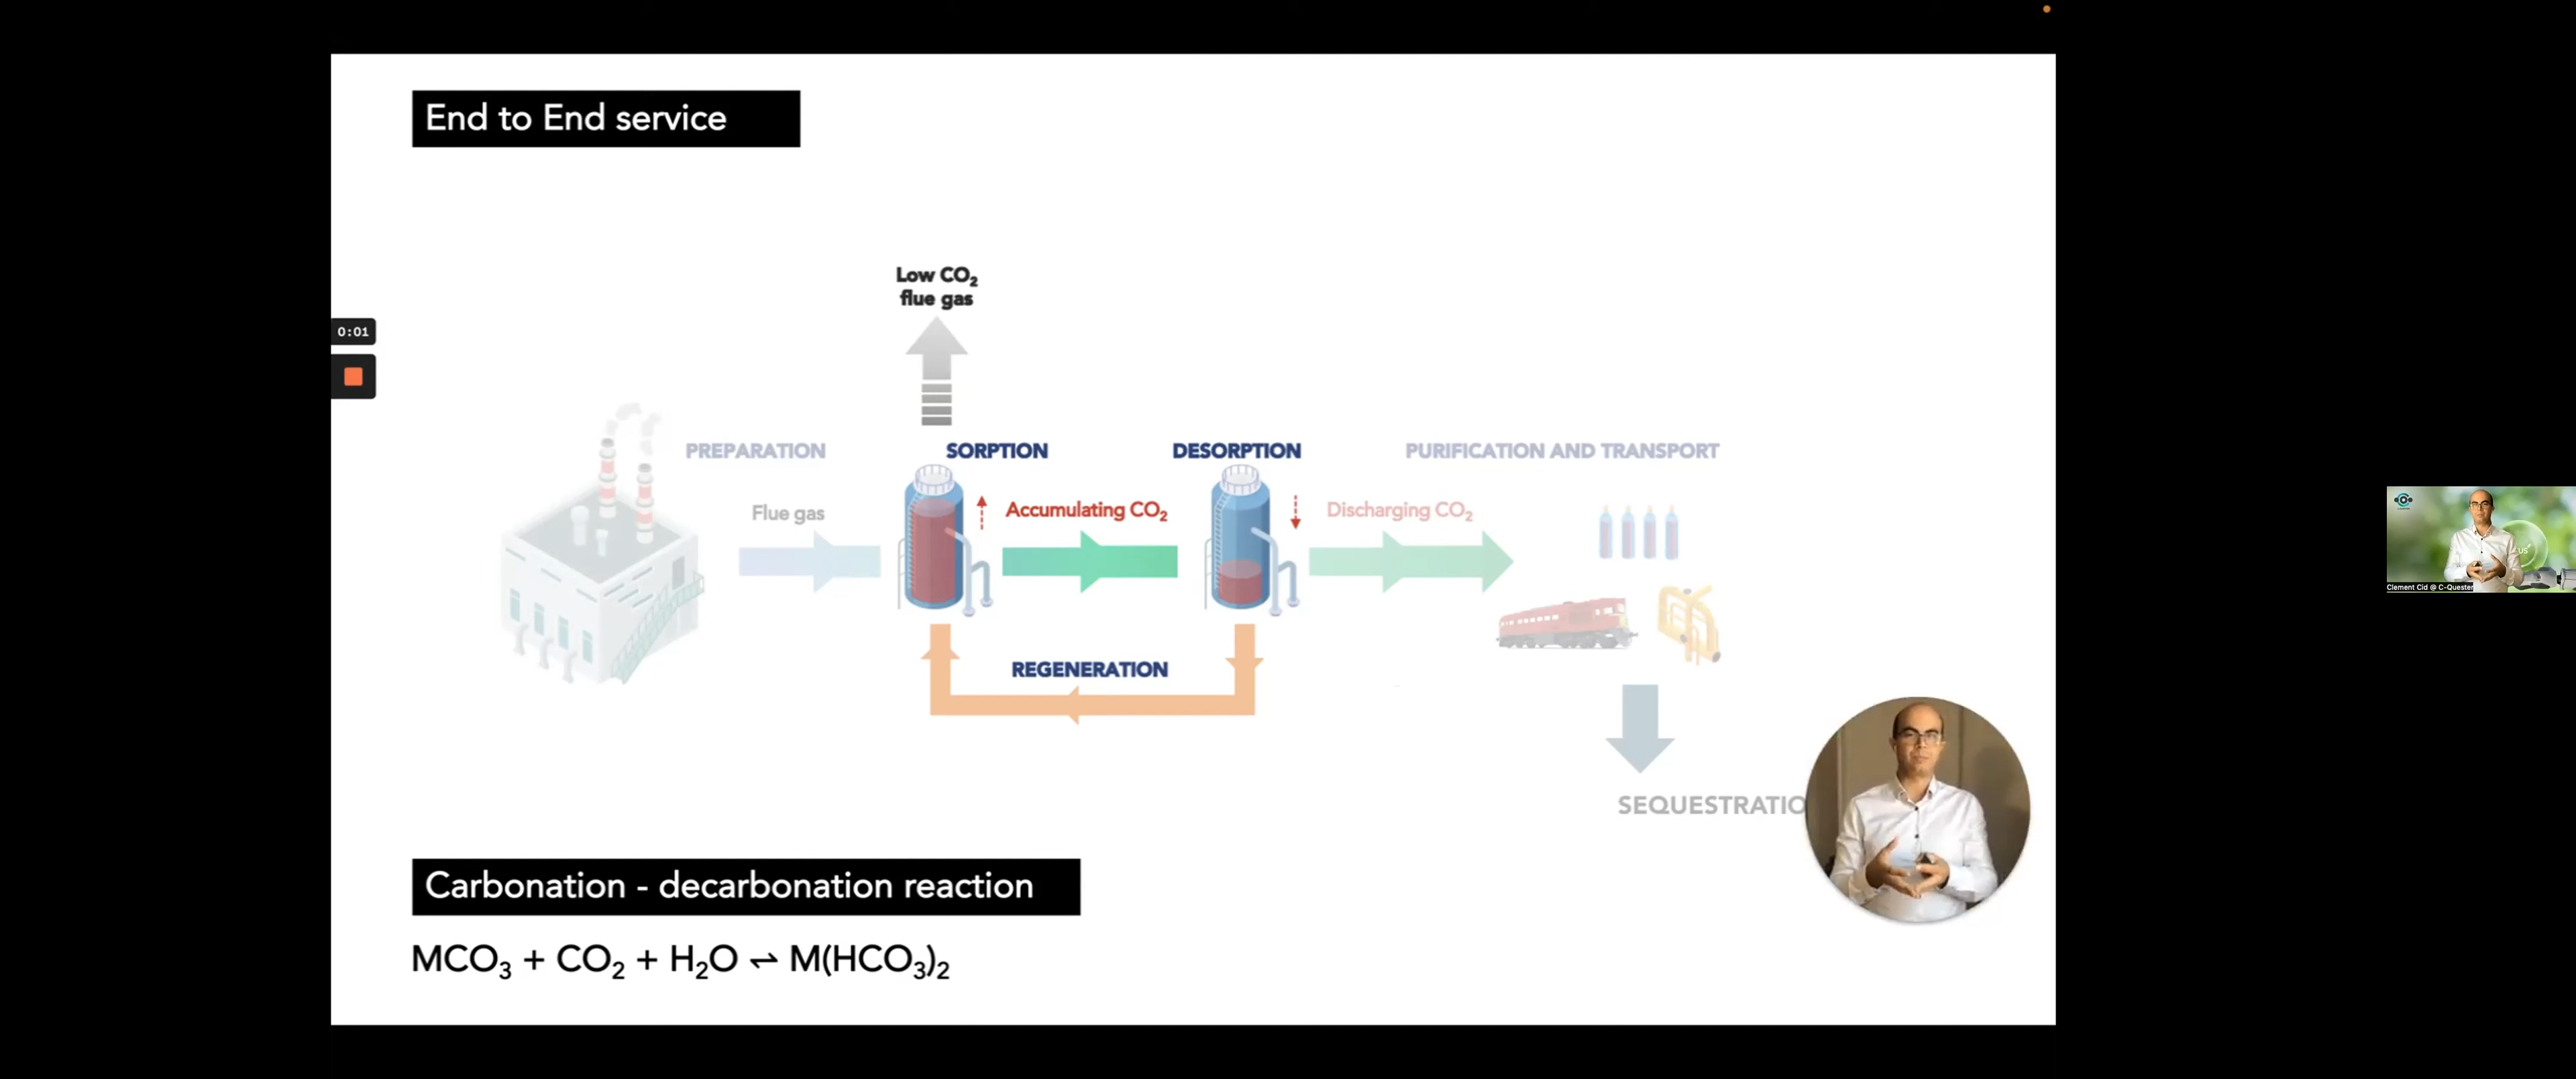 End to End service
Low CO₂
flue gas
0:01
PREPARATION
SORPTION
DESORPTION
PURIFICATION AND TRANSPORT
Flue gas
Accumulating CO₂
Discharging CO₂
REGENERATION
US
Clement Cid @ C-Quester
SEQUESTRATIO
Carbonation - decarbonation reaction
MCO₃ + CO₂ + H₂O ⇌ M(HCO₃)₂